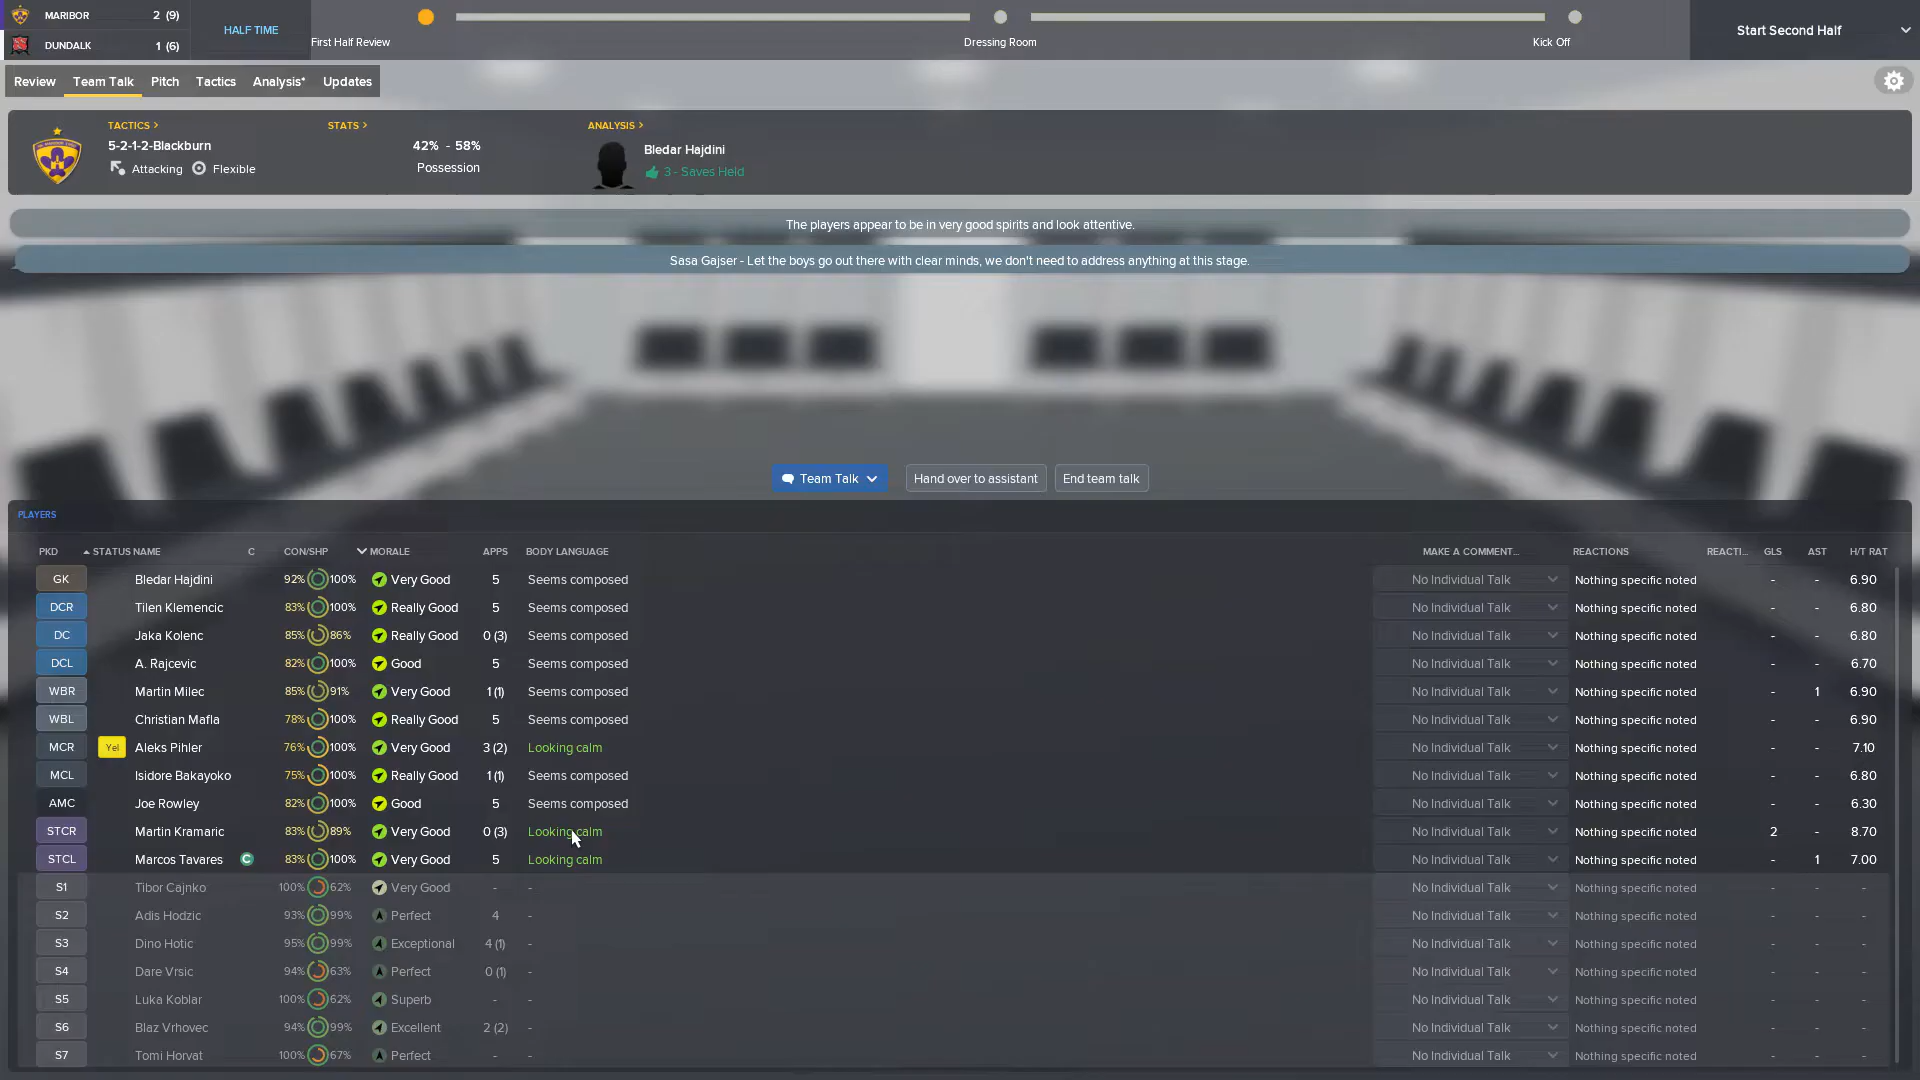 MARIBOR 2 (9)
DUNDALK 1 (6)
HALF TIME
First Half Review
Dressing Room
Kick Off
Start Second Half
Review Team Talk Pitch Tactics Analysis* Updates
TACTICS >
5-2-1-2-Blackburn
Attacking Flexible
STATS >
42% - 58%
Possession
ANALYSIS >
Bledar Hajdini
3 - Saves Held
The players appear to be in very good spirits and look attentive.
Sasa Gajser - Let the boys go out there with clear minds, we don't need to address anything at this stage.
Team Talk Hand over to assistant End team talk
PLAYERS
PKD STATUS NAME C CON/SHP MORALE APPS BODY LANGUAGE MAKE A COMMENT... REACTIONS REACTI... GLS AST H/T RAT
GK Bledar Hajdini 92% 100% Very Good 5 Seems composed No Individual Talk Nothing specific noted - - 6.90
DCR Tilen Klemencic 83% 100% Really Good 5 Seems composed No Individual Talk Nothing specific noted - - 6.80
DC Jaka Kolenc 85% 86% Really Good 0 (3) Seems composed No Individual Talk Nothing specific noted - - 6.80
DCL A. Rajcevic 82% 100% Good 5 Seems composed No Individual Talk Nothing specific noted - - 6.70
WBR Martin Milec 85% 91% Very Good 1 (1) Seems composed No Individual Talk Nothing specific noted - 1 6.90
WBL Christian Mafla 78% 100% Really Good 5 Seems composed No Individual Talk Nothing specific noted - - 6.90
MCR Yel Aleks Pihler 76% 100% Very Good 3 (2) Looking calm No Individual Talk Nothing specific noted - - 7.10
MCL Isidore Bakayoko 75% 100% Really Good 1 (1) Seems composed No Individual Talk Nothing specific noted - - 6.80
AMC Joe Rowley 82% 100% Good 5 Seems composed No Individual Talk Nothing specific noted - - 6.30
STCR Martin Kramaric 83% 89% Very Good 0 (3) Looking calm No Individual Talk Nothing specific noted 2 - 8.70
STCL Marcos Tavares C 83% 100% Very Good 5 Looking calm No Individual Talk Nothing specific noted - 1 7.00
S1 Tibor Cajnko 100% 62% Very Good - - No Individual Talk Nothing specific noted - - -
S2 Adis Hodzic 93% 99% Perfect 4 - No Individual Talk Nothing specific noted - - -
S3 Dino Hotic 95% 99% Exceptional 4 (1) - No Individual Talk Nothing specific noted - - -
S4 Dare Vrsic 94% 63% Perfect 0 (1) - No Individual Talk Nothing specific noted - - -
S5 Luka Koblar 100% 62% Superb - - No Individual Talk Nothing specific noted - - -
S6 Blaz Vrhovec 94% 99% Excellent 2 (2) - No Individual Talk Nothing specific noted - - -
S7 Tomi Horvat 100% 67% Perfect - - No Individual Talk Nothing specific noted - - -